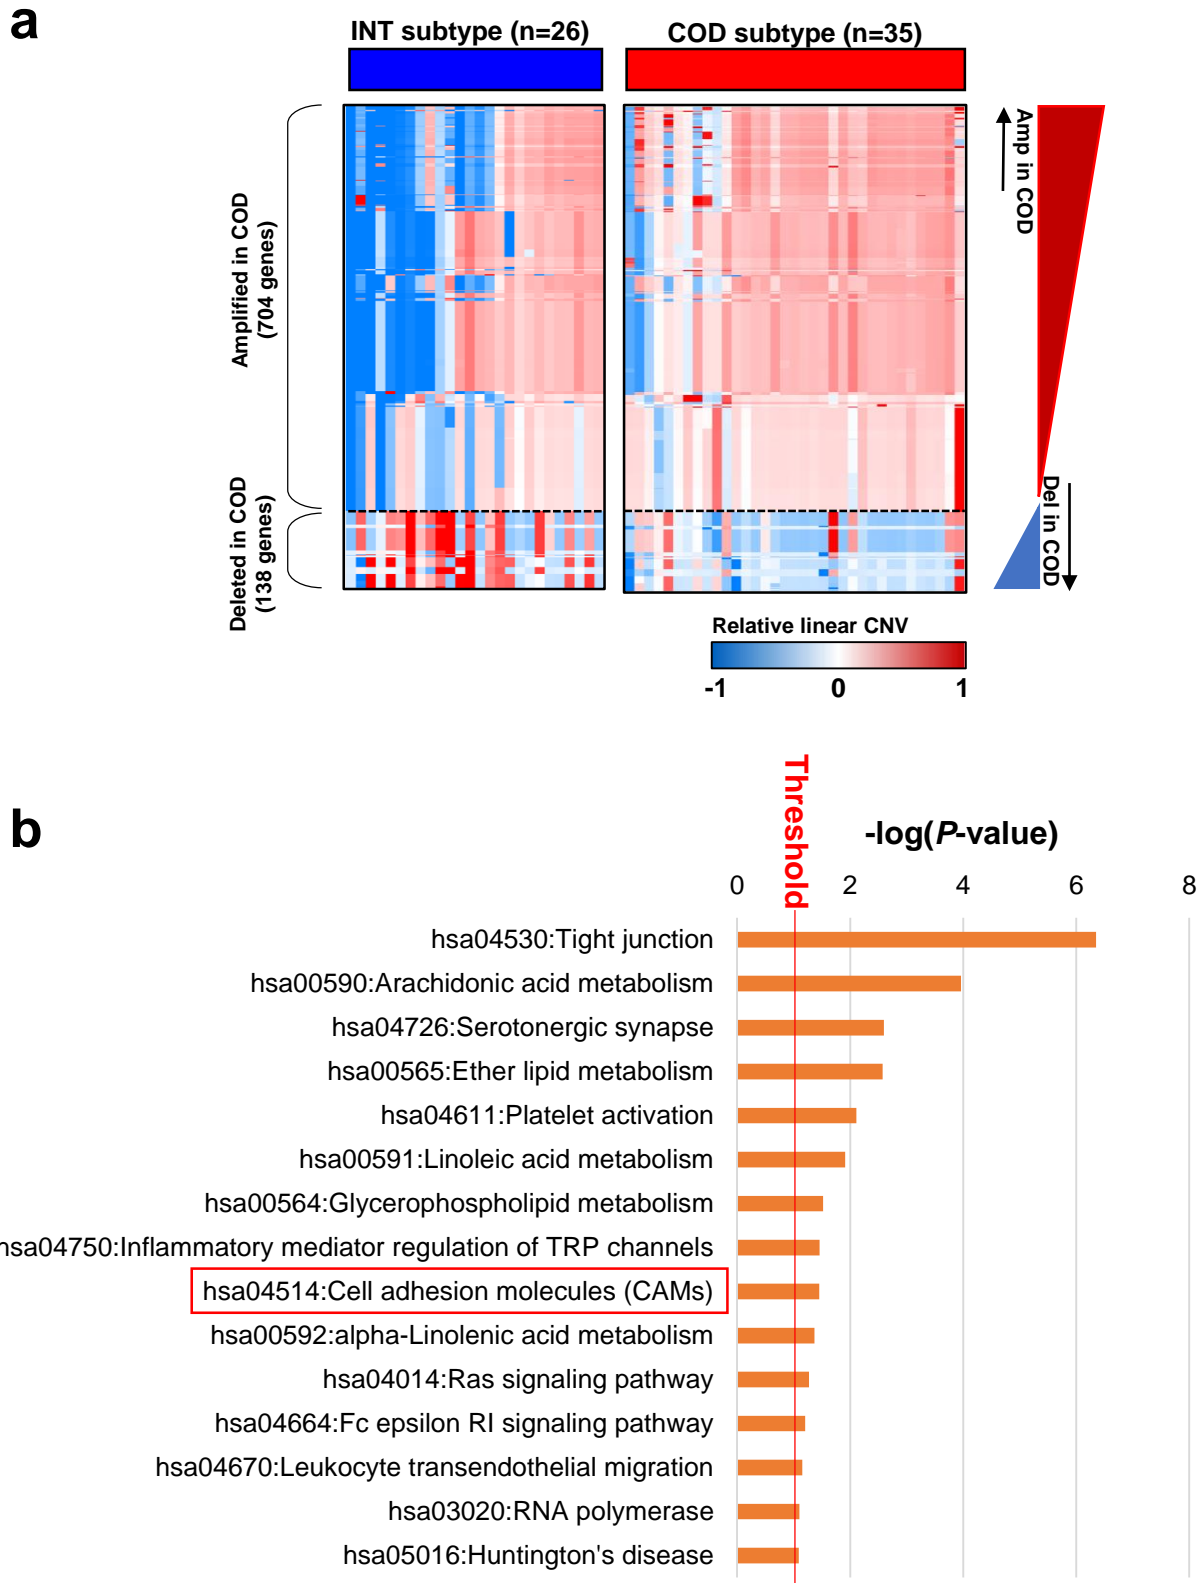 a
INT subtype (n=26)
COD subtype (n=35)
Amplified in COD
(704 genes)
Deleted in COD
(138 genes)
Amp in COD
Del in COD
Relative linear CNV
-1 0 1
b
Threshold
-log(P-value)
0 2 4 6 8
hsa04530:Tight junction
hsa00590:Arachidonic acid metabolism
hsa04726:Serotonergic synapse
hsa00565:Ether lipid metabolism
hsa04611:Platelet activation
hsa00591:Linoleic acid metabolism
hsa00564:Glycerophospholipid metabolism
hsa04750:Inflammatory mediator regulation of TRP channels
hsa04514:Cell adhesion molecules (CAMs)
hsa00592:alpha-Linolenic acid metabolism
hsa04014:Ras signaling pathway
hsa04664:Fc epsilon RI signaling pathway
hsa04670:Leukocyte transendothelial migration
hsa03020:RNA polymerase
hsa05016:Huntington's disease